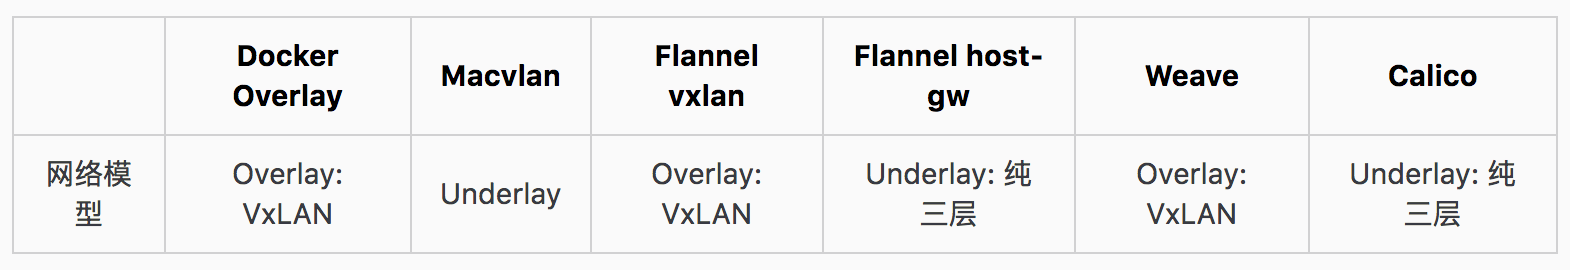 Docker
Overlay
Macvlan
Flannel
vxlan
Flannel host-
gw
Weave
Calico
网络模
型
Overlay:
VxLAN
Underlay
Overlay:
VxLAN
Underlay: 纯
三层
Overlay:
VxLAN
Underlay: 纯
三层